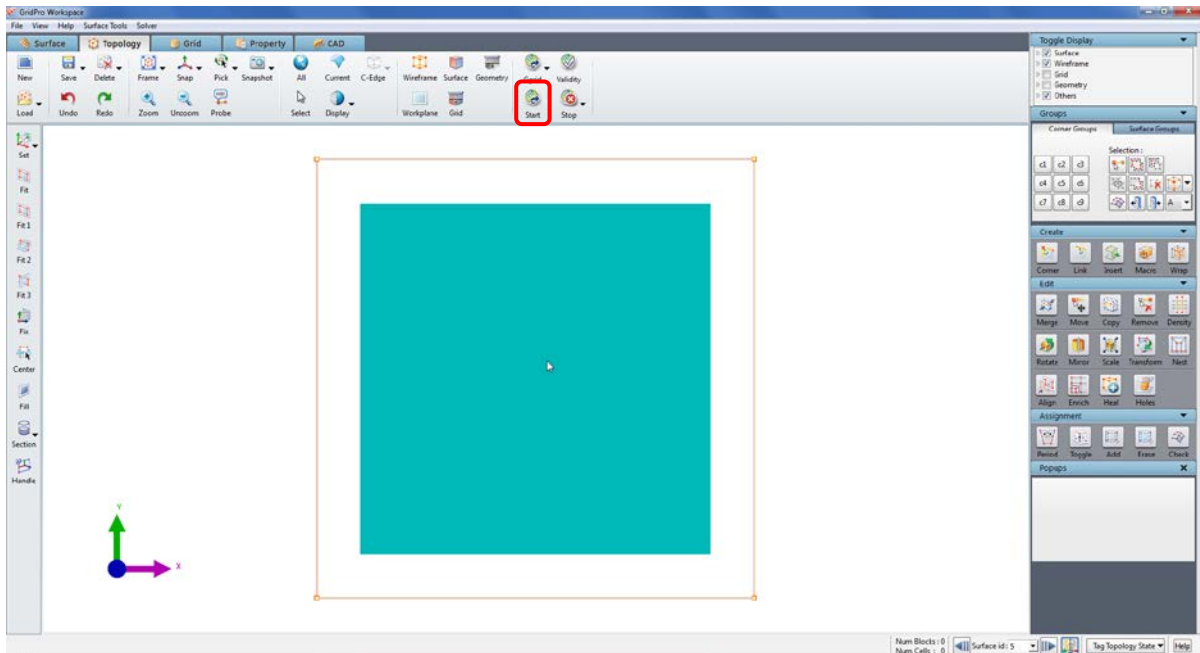 GridPro Workspace
File View Help Surface Tools Solver
Surface Topology Grid Property CAD
New Save Delete Frame Snap Pick Snapshot All Current C-Edge Wireframe Surface Geometry Validity
Load Undo Redo Zoom Unzoom Probe Select Display Workplane Grid Start Stop
Set
Fit
Fit 1
Fit 2
Fit 3
Fix
Center
Fill
Section
Handle
Y
X
Toggle Display
Surface
Wireframe
Grid
Geometry
Others
Groups
Corner Groups Surface Groups
Selection :
c1 c2 c3
c4 c5 c6
c7 c8 c9 A
Create
Corner Link Insert Macro Wrap
Edit
Merge Move Copy Remove Density
Rotate Mirror Scale Transform Nest
Align Enrich Heal Holes
Assignment
Period Toggle Add Erase Check
Popups X
Num Blocks : 0
Num Cells : 0
Surface id : 5 Tag Topology State Help